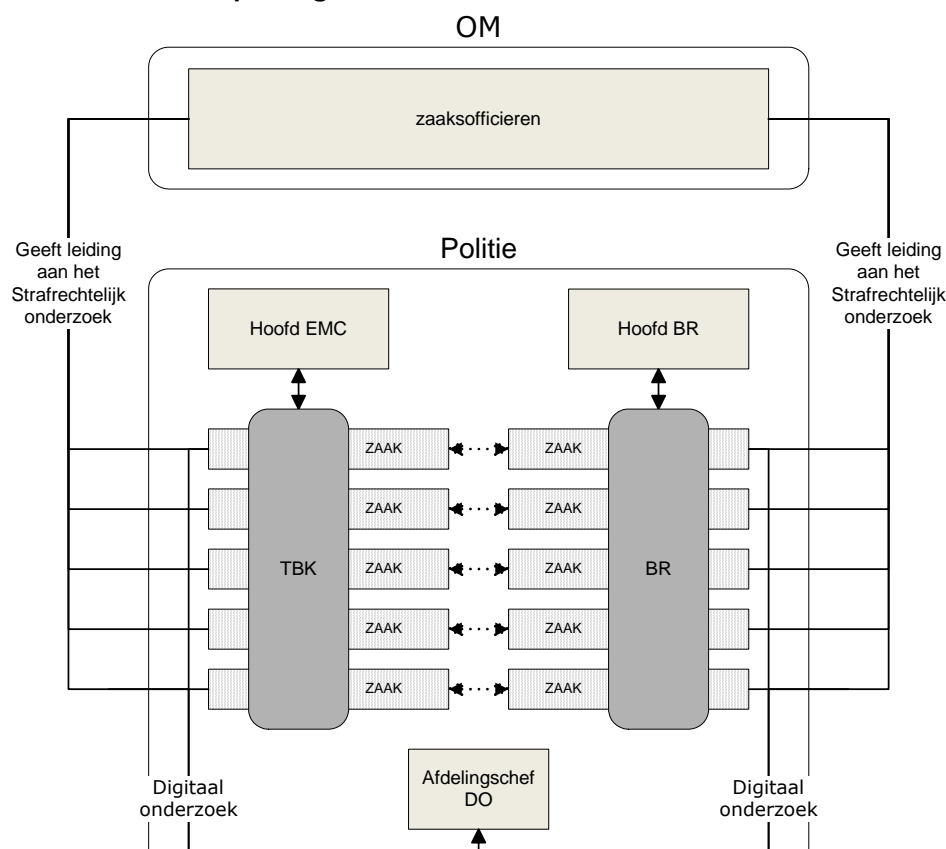 OM
zaaksofficieren
Geeft leiding
aan het
Strafrechtelijk
onderzoek
Geeft leiding
aan het
Strafrechtelijk
onderzoek
Politie
Hoofd EMC
Hoofd BR
ZAAK
ZAAK
ZAAK
ZAAK
TBK
ZAAK
ZAAK
BR
ZAAK
ZAAK
ZAAK
ZAAK
Afdelingschef
DO
Digitaal
onderzoek
Digitaal
onderzoek